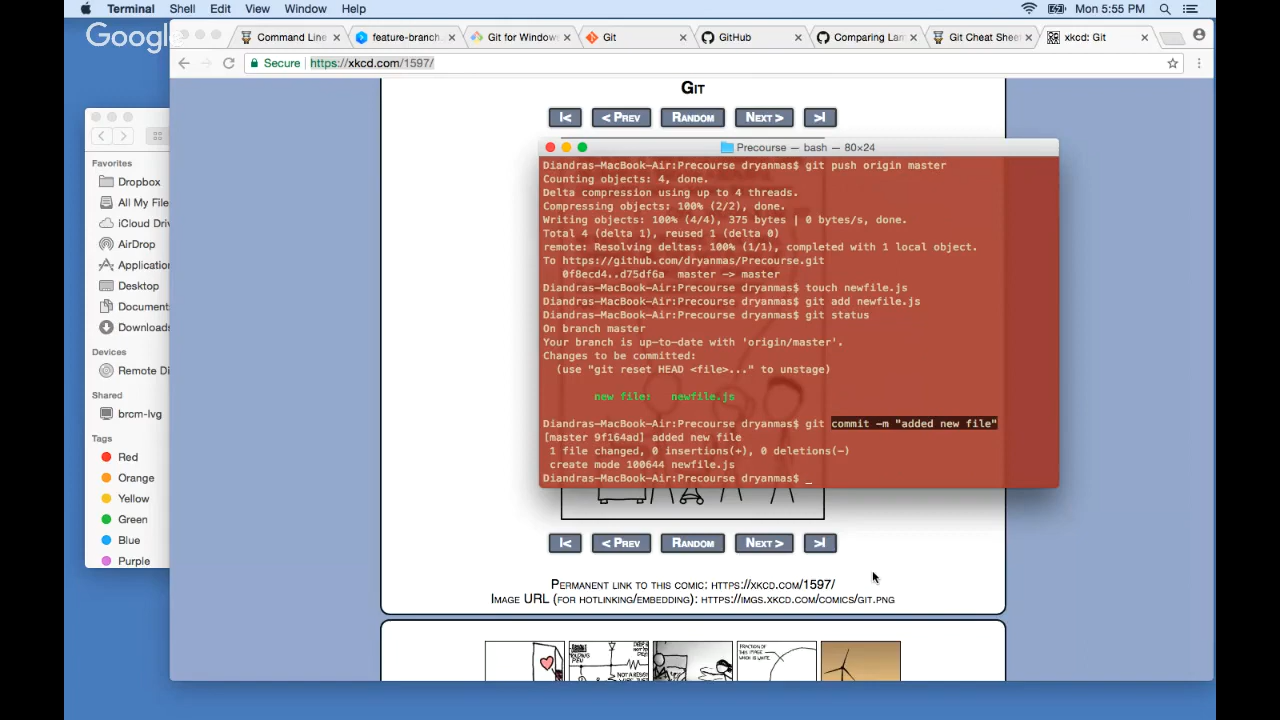 Terminal Shell Edit View Window Help
Mon 5:55 PM
Google
Command Line
feature-branch
Git for Windows
Git
GitHub
Comparing Lam
Git Cheat Sheet
xkcd: Git
Secure
https://xkcd.com/1597/
Favorites
Dropbox
All My File
iCloud Driv
AirDrop
Application
Desktop
Document
Downloads
Devices
Remote Di
Shared
brcm-lvg
Tags
Red
Orange
Yellow
Green
Blue
Purple
Git
|< < Prev Random Next > >|
Precourse — bash — 80×24
Diandras-MacBook-Air:Precourse dryanmas$ git push origin master
Counting objects: 4, done.
Delta compression using up to 4 threads.
Compressing objects: 100% (2/2), done.
Writing objects: 100% (4/4), 375 bytes | 0 bytes/s, done.
Total 4 (delta 1), reused 1 (delta 0)
remote: Resolving deltas: 100% (1/1), completed with 1 local object.
To https://github.com/dryanmas/Precourse.git
0f8ecd4..d75df6a master -> master
Diandras-MacBook-Air:Precourse dryanmas$ touch newfile.js
Diandras-MacBook-Air:Precourse dryanmas$ git add newfile.js
Diandras-MacBook-Air:Precourse dryanmas$ git status
On branch master
Your branch is up-to-date with 'origin/master'.
Changes to be committed:
(use "git reset HEAD <file>..." to unstage)
new file: newfile.js
Diandras-MacBook-Air:Precourse dryanmas$ git commit -m "added new file"
[master 9f164ad] added new file
1 file changed, 0 insertions(+), 0 deletions(-)
create mode 100644 newfile.js
Diandras-MacBook-Air:Precourse dryanmas$ _
|< < Prev Random Next > >|
Permanent link to this comic: https://xkcd.com/1597/
Image URL (for hotlinking/embedding): https://imgs.xkcd.com/comics/git.png